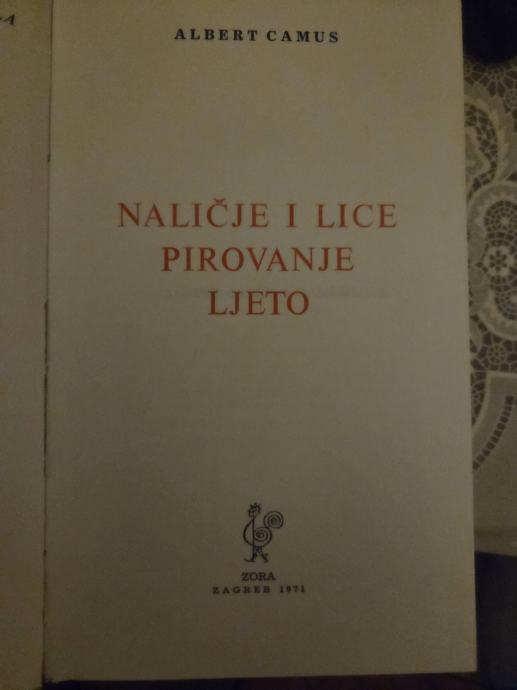 ALBERT CAMUS
NALIČJE I LICE
PIROVANJE
LJETO
ZORA
ZAGREB 1971